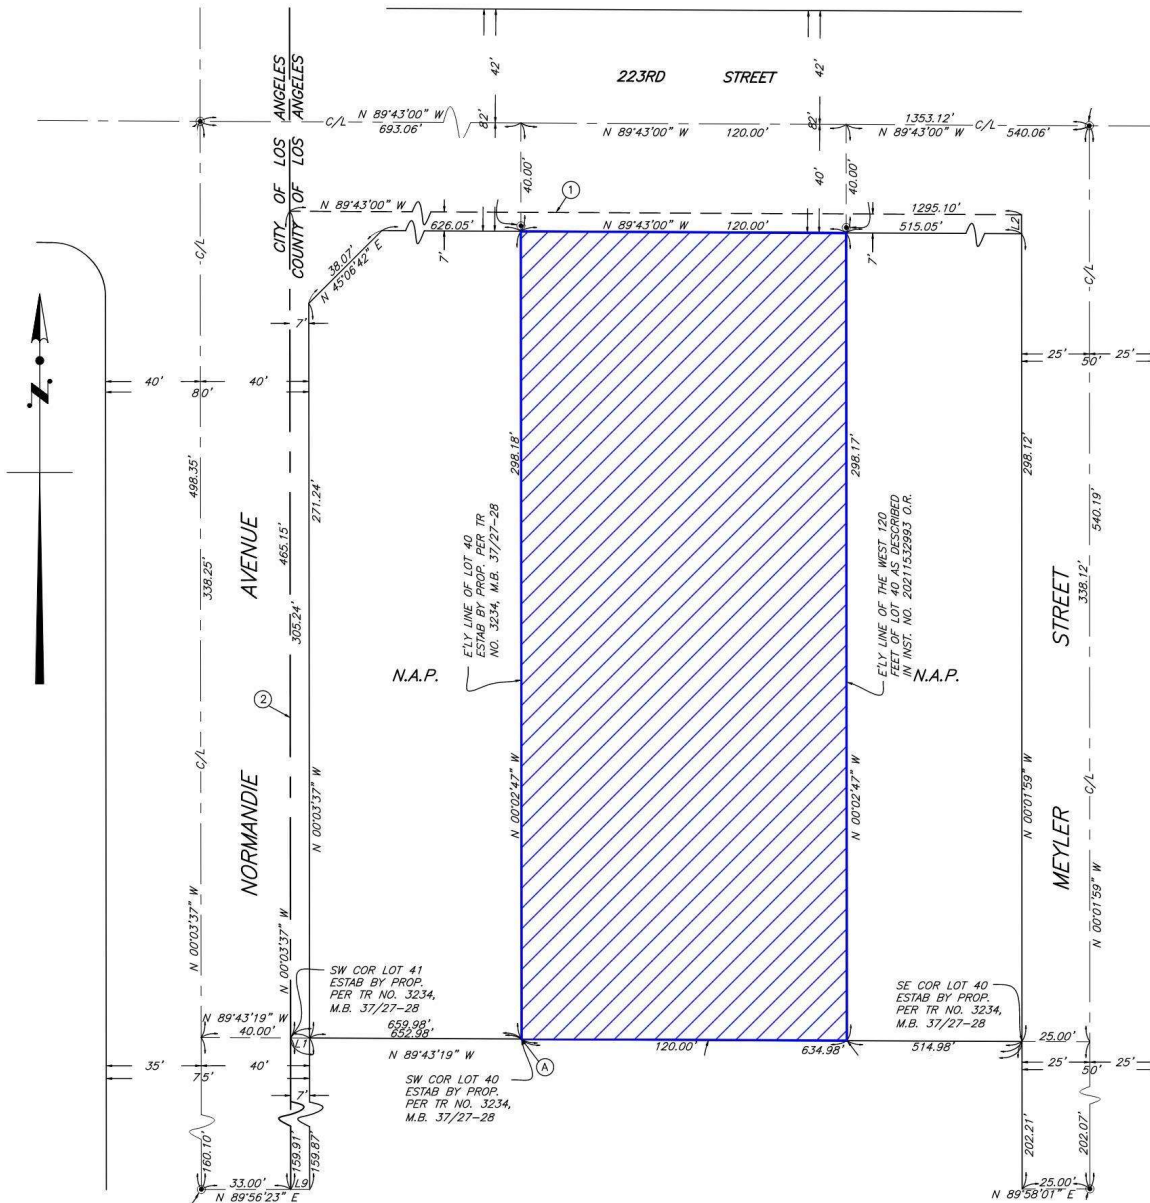 CITY OF LOS ANGELES
COUNTY OF LOS ANGELES
42'
42'
223RD STREET
82'
82'
C/L
N 89°43'00" W
693.06'
N 89°43'00" W 120.00'
1353.12'
N 89°43'00" W
C/L
540.06'
40.00'
40'
40.00'
1
N 89°43'00" W
1295.10'
L2
626.05'
N 89°43'00" W 120.00'
515.05'
7'
7'
38.07'
N 45°06'42" E
C/L
C/L
7'
N
40'
40'
80'
25'
25'
50'
498.35'
338.25'
465.15'
305.24'
271.24'
298.18'
298.17'
298.12'
540.19'
338.12'
NORMANDIE AVENUE
MEYLER STREET
E'LY LINE OF LOT 40
ESTAB BY PROP. PER TR
NO. 3234, M.B. 37/27-28
E'LY LINE OF THE WEST 120
FEET OF LOT 40 AS DESCRIBED
IN INST. NO. 20211532993 O.R.
N.A.P.
N.A.P.
2
C/L
C/L
N 00°03'37" W
N 00°03'37" W
N 00°03'37" W
N 00°02'47" W
N 00°02'47" W
N 00°01'59" W
N 00°01'59" W
SW COR LOT 41
ESTAB BY PROP.
PER TR NO. 3234,
M.B. 37/27-28
SE COR LOT 40
ESTAB BY PROP.
PER TR NO. 3234,
M.B. 37/27-28
N 89°43'19" W
40.00'
L1
659.98'
652.98'
N 89°43'19" W
120.00'
634.98'
514.98'
25.00'
A
35'
40'
75'
25'
25'
50'
7'
SW COR LOT 40
ESTAB BY PROP.
PER TR NO. 3234,
M.B. 37/27-28
160.10'
159.91'
159.87'
202.21'
202.07'
33.00'
L9
N 89°56'23" E
25.00'
N 89°58'01" E